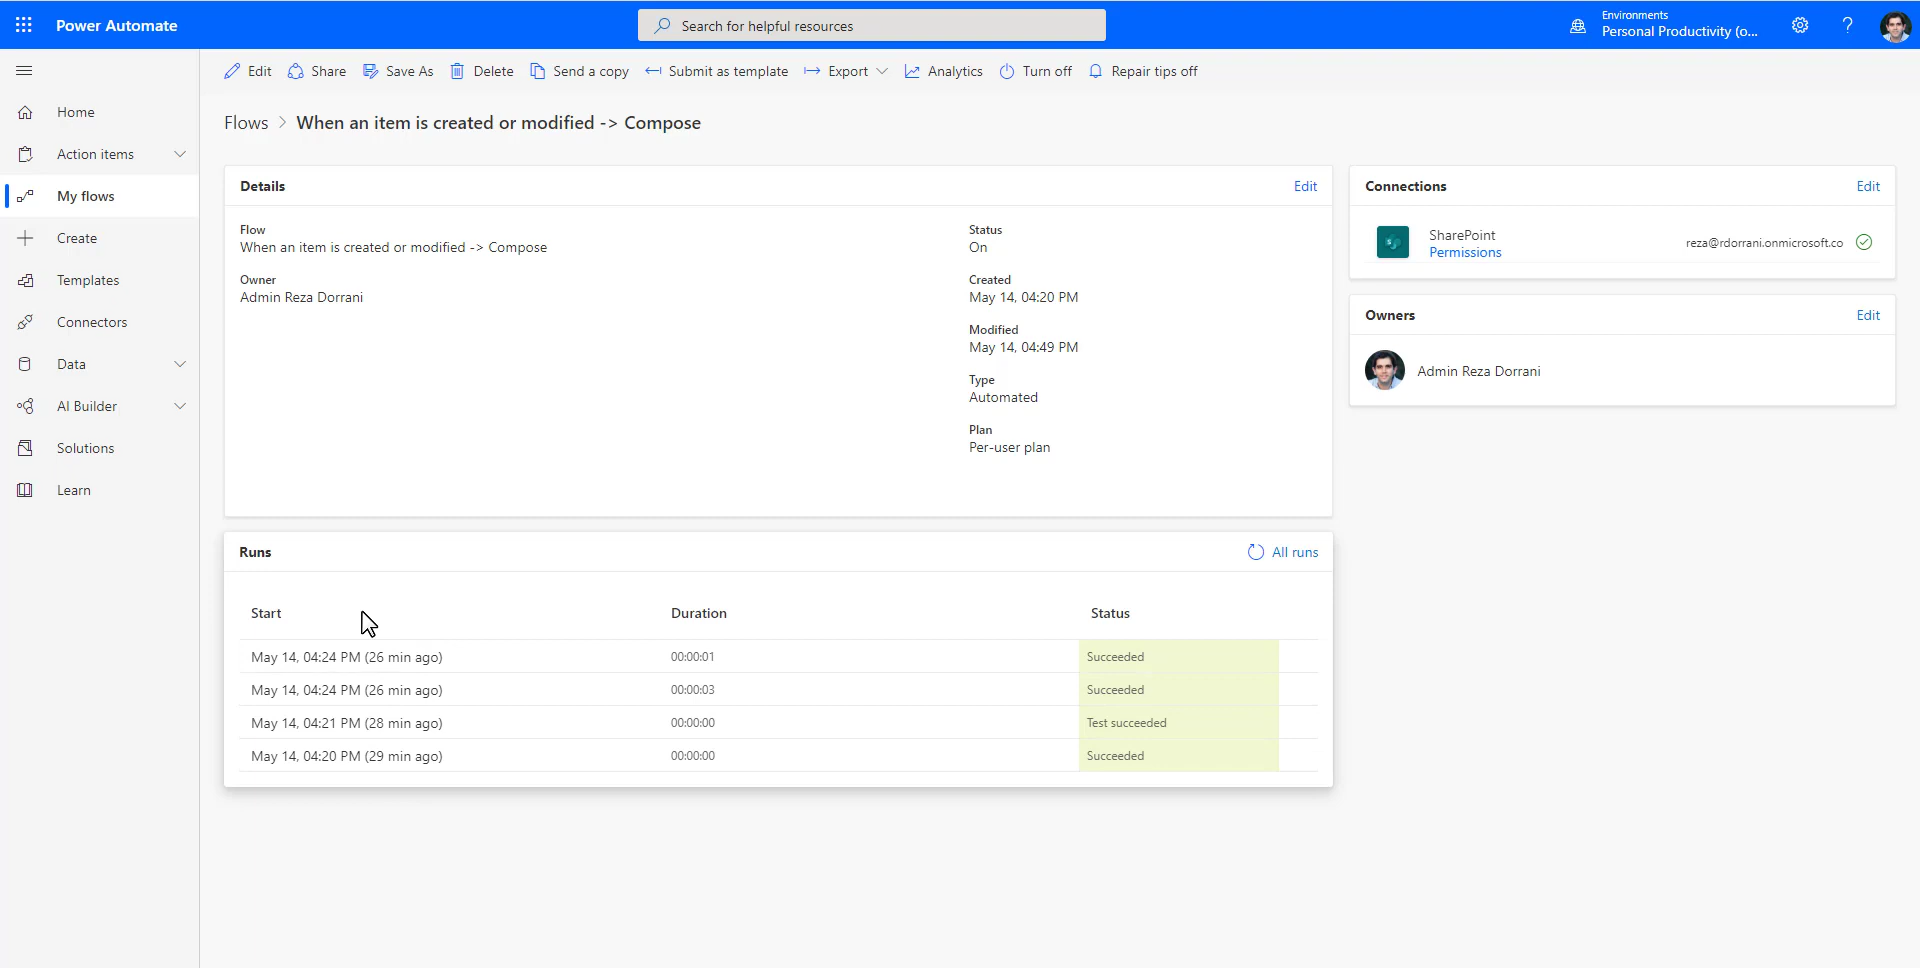 Power Automate
Search for helpful resources
Environments
Personal Productivity (o...
Edit
Share
Save As
Delete
Send a copy
Submit as template
Export
Analytics
Turn off
Repair tips off
Home
Action items
My flows
Create
Templates
Connectors
Data
AI Builder
Solutions
Learn
Flows > When an item is created or modified -> Compose
Details
Edit
Flow
When an item is created or modified -> Compose
Owner
Admin Reza Dorrani
Status
On
Created
May 14, 04:20 PM
Modified
May 14, 04:49 PM
Type
Automated
Plan
Per-user plan
Connections
Edit
SharePoint
Permissions
reza@rdorrani.onmicrosoft.co
Owners
Edit
Admin Reza Dorrani
Runs
All runs
Start Duration Status
May 14, 04:24 PM (26 min ago) 00:00:01 Succeeded
May 14, 04:24 PM (26 min ago) 00:00:03 Succeeded
May 14, 04:21 PM (28 min ago) 00:00:00 Test succeeded
May 14, 04:20 PM (29 min ago) 00:00:00 Succeeded